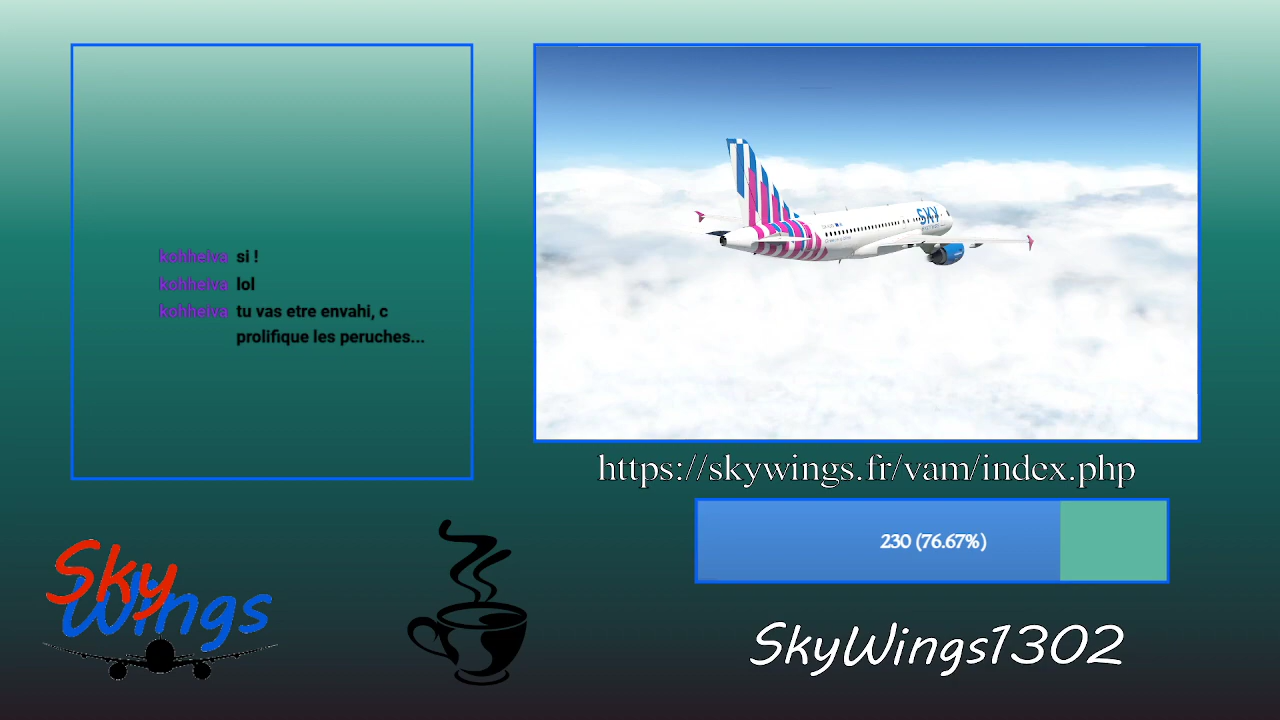 kohheiva si !
kohheiva lol
kohheiva tu vas etre envahi, c
prolifique les peruches...
SKY
https://skywings.fr/vam/index.php
230 (76.67%)
Sky
Wings
SkyWings1302